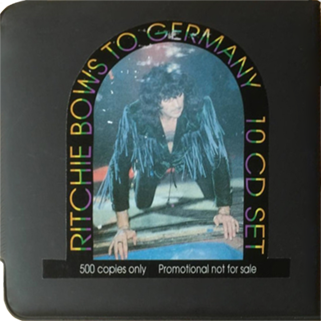 RITCHIE BOWS TO GERMANY 10 CD SET
500 copies only Promotional not for sale